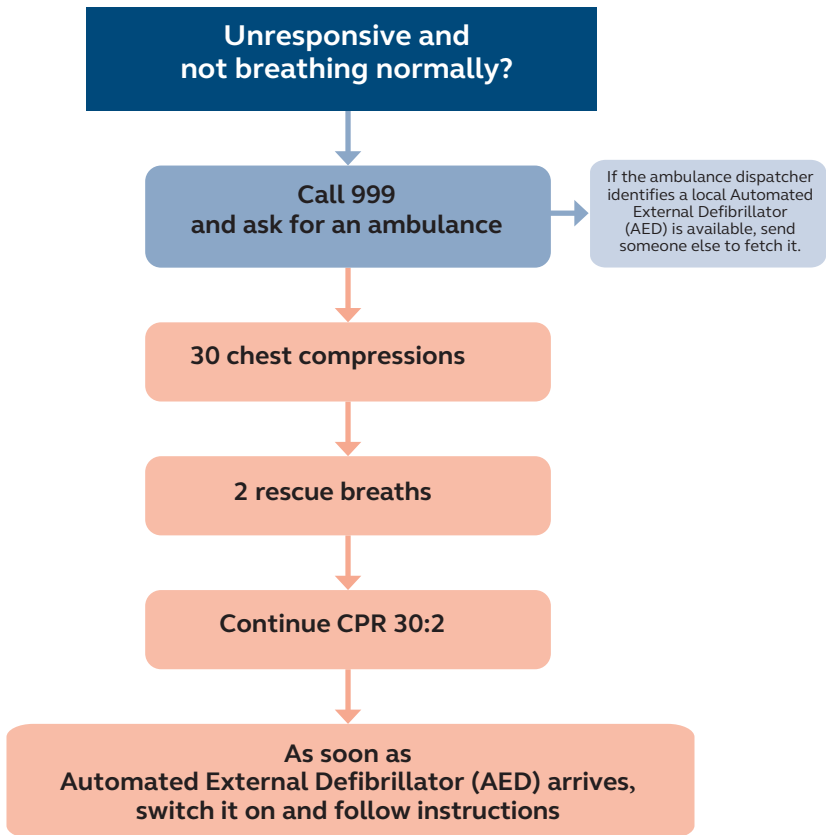 Unresponsive and
not breathing normally?
Call 999
and ask for an ambulance
If the ambulance dispatcher
identifies a local Automated
External Defibrillator
(AED) is available, send
someone else to fetch it.
30 chest compressions
2 rescue breaths
Continue CPR 30:2
As soon as
Automated External Defibrillator (AED) arrives,
switch it on and follow instructions